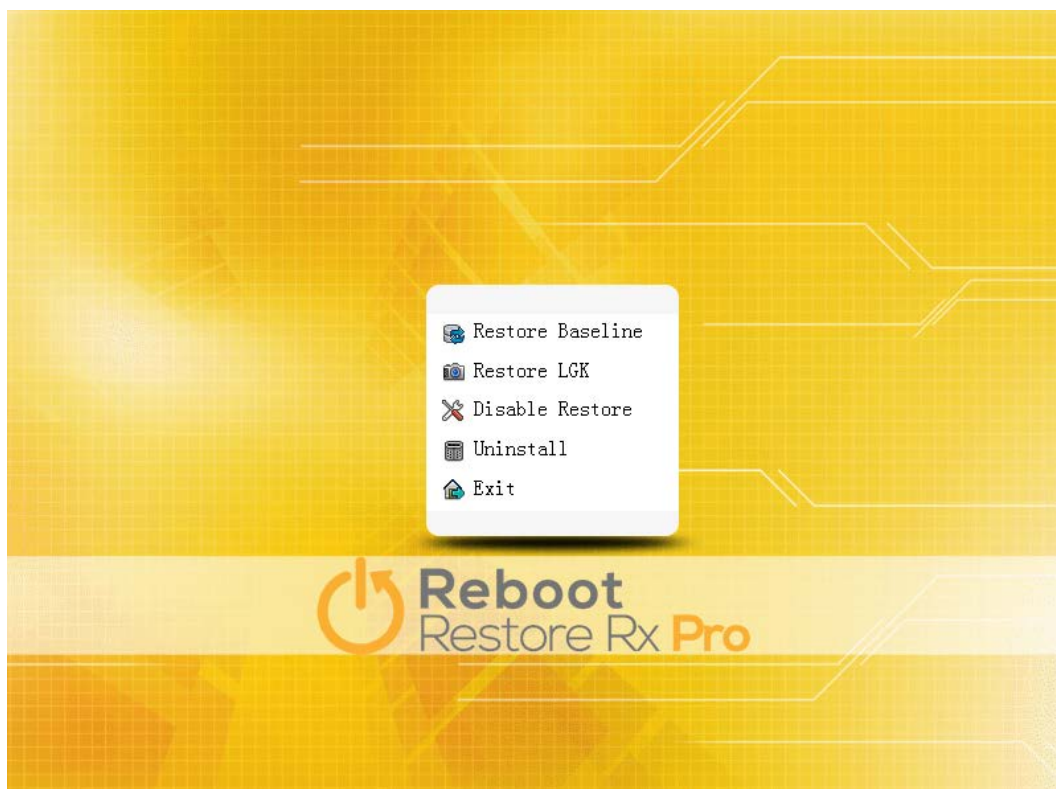 Restore Baseline
Restore LGK
Disable Restore
Uninstall
Exit
Reboot
Restore Rx Pro